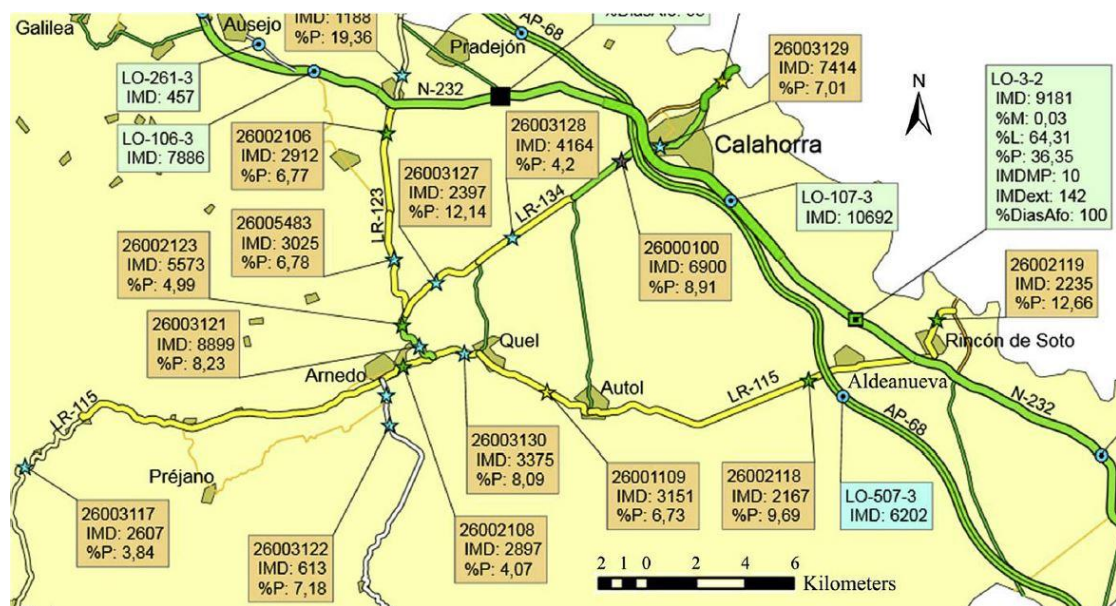 Galilea
Ausejo
1188
%P: 19,36
Pradejón
AP-68
%DiasAfo:
26003129
IMD: 7414
%P: 7,01
LO-3-2
IMD: 9181
%M: 0,03
%L: 64,31
%P: 36,35
IMDMP: 10
IMDext: 142
%DiasAfo: 100
N
LO-261-3
IMD: 457
N-232
LO-106-3
IMD: 7886
26002106
IMD: 2912
%P: 6,77
26003128
IMD: 4164
%P: 4,2
Calahorra
26003127
IMD: 2397
%P: 12,14
LR-134
LR-123
LO-107-3
IMD: 10692
26005483
IMD: 3025
%P: 6,78
26002123
IMD: 5573
%P: 4,99
26000100
IMD: 6900
%P: 8,91
AP-68
26002119
IMD: 2235
%P: 12,66
26003121
IMD: 8899
%P: 8,23
Quel
Rincón de Soto
Arnedo
Autol
LR-115
Aldeanueva
N-232
LR-115
AP-68
Préjano
26003130
IMD: 3375
%P: 8,09
26001109
IMD: 3151
%P: 6,73
26002118
IMD: 2167
%P: 9,69
LO-507-3
IMD: 6202
26003117
IMD: 2607
%P: 3,84
26003122
IMD: 613
%P: 7,18
26002108
IMD: 2897
%P: 4,07
2 1 0 2 4 6
Kilometers